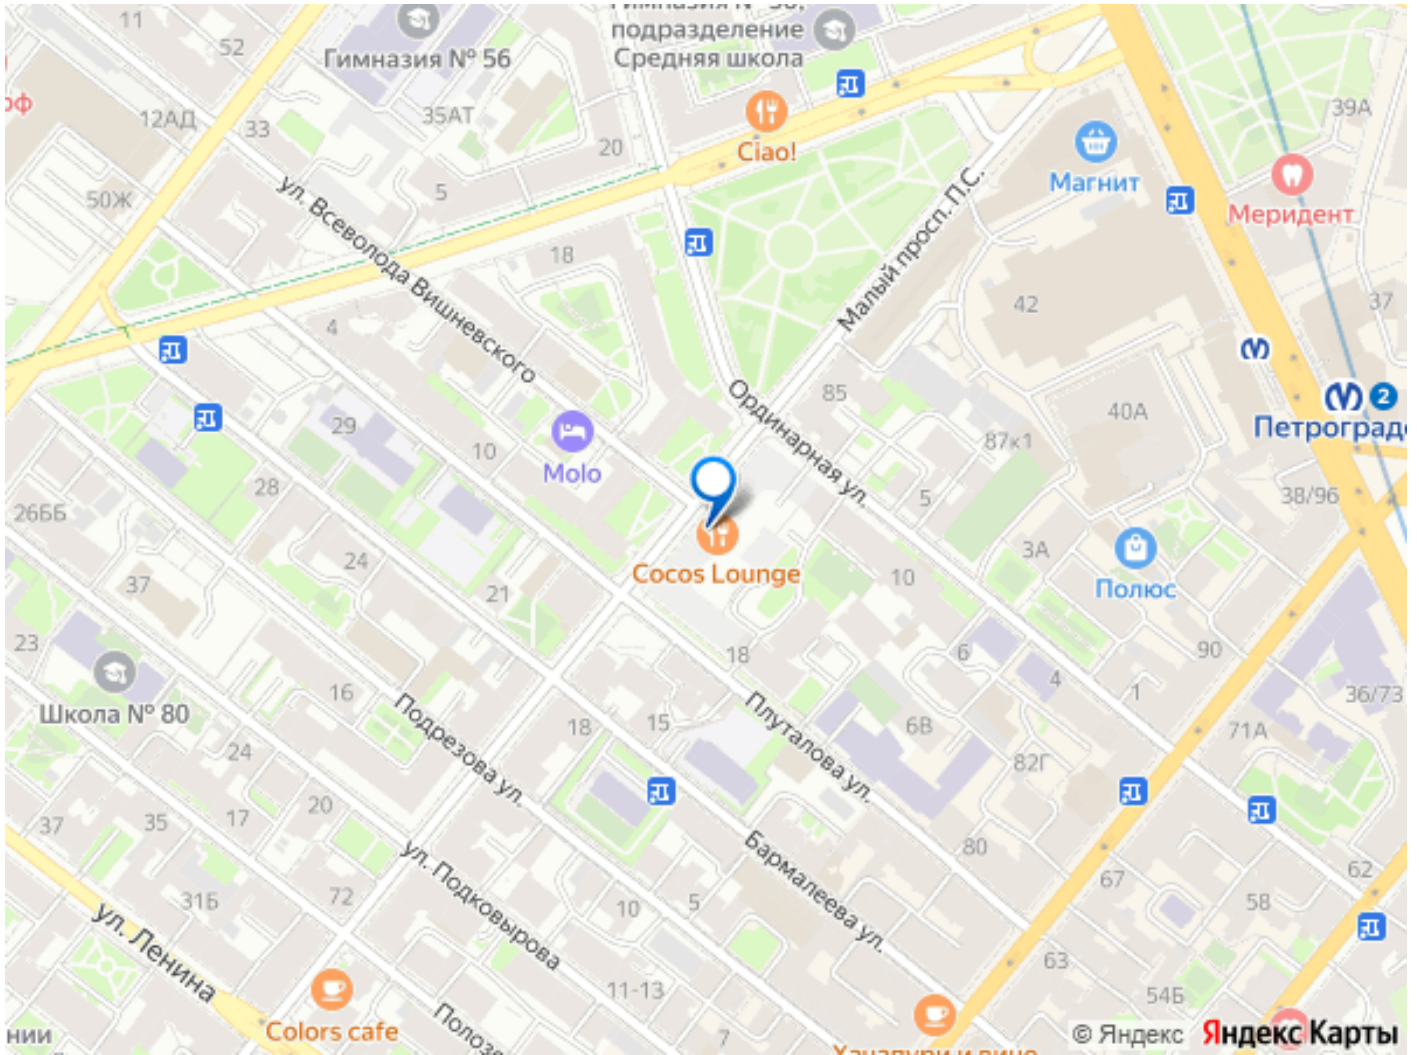 11
52
Гимназия № 56
подразделение
Средняя школа
12АД
33
35АТ
20
Ciao!
39А
Магнит
Меридент
50Ж
5
ул. Всеволода Вишневского
18
Малый просп. П.С.
42
37
4
85
Ординарная ул.
40А
87к1
2
29
10
Molo
28
5
38/96
26ББ
24
3А
Cocos Lounge
10
Полюс
37
21
23
18
6
90
Школа № 80
16
4
1
36/73
Подрезова ул.
18
15
Плуталова ул.
6В
71А
24
82Г
20
17
35
37
ул. Подковырова
Бармалеева ул.
80
62
67
31Б
72
10
5
58
ул. Ленина
63
11-13
54Б
Colors cafe
7
© Яндекс
Яндекс Карты